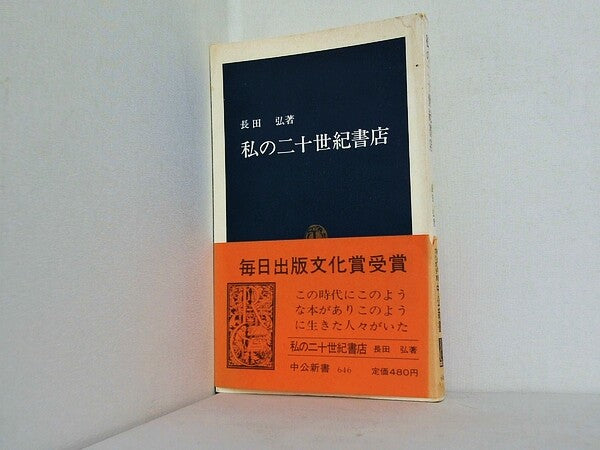 長田 弘著
私の二十世紀書店
毎日出版文化賞受賞
この時代にこのよう
な本がありこのよう
に生きた人々がいた
私の二十世紀書店 長田 弘著
中公新書 646 定価480円